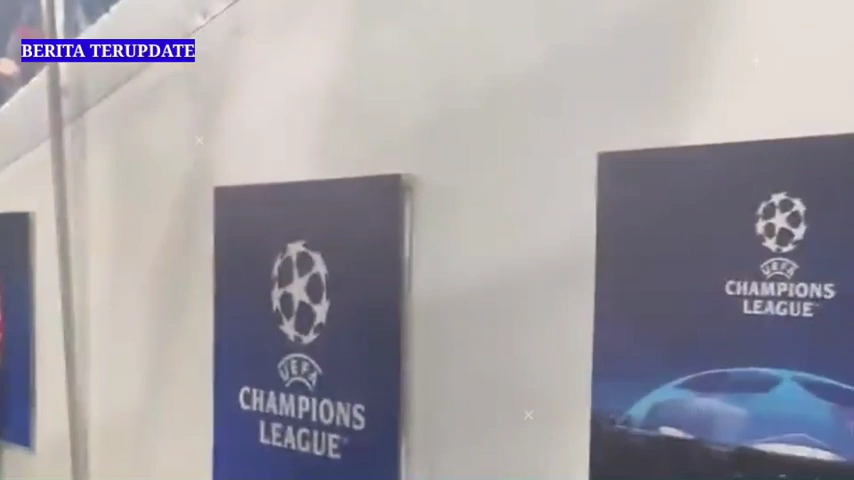 BERITA TERUPDATE
UEFA
CHAMPIONS
LEAGUE
UEFA
CHAMPIONS
LEAGUE